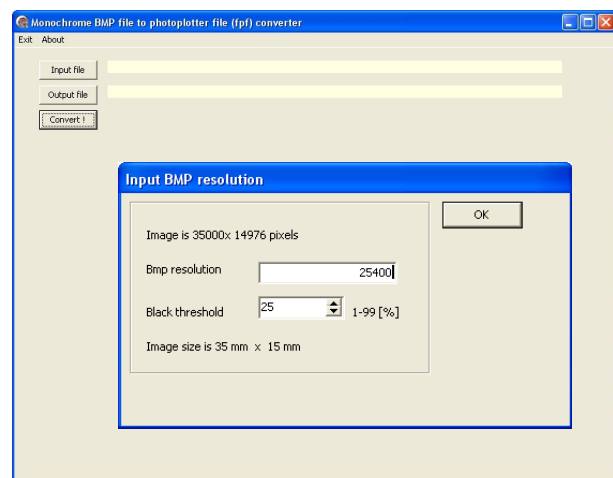 Monochrome BMP file to photoplotter file (fpf) converter
Exit About
Input file
Output file
Convert !
Input BMP resolution
OK
Image is 35000x 14976 pixels
Bmp resolution 25400
Black threshold 25 1-99 [%]
Image size is 35 mm x 15 mm